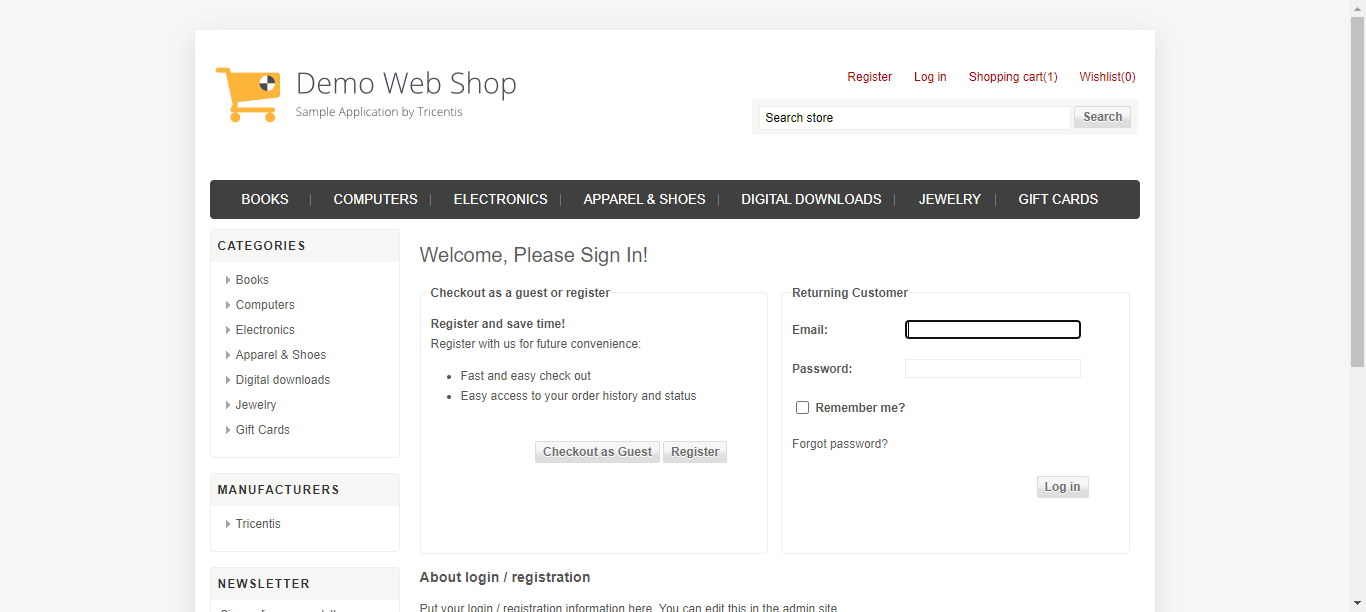 Demo Web Shop
Sample Application by Tricentis
Register Log in Shopping cart(1) Wishlist(0)
Search store Search
BOOKS COMPUTERS ELECTRONICS APPAREL & SHOES DIGITAL DOWNLOADS JEWELRY GIFT CARDS
CATEGORIES
Books
Computers
Electronics
Apparel & Shoes
Digital downloads
Jewelry
Gift Cards
MANUFACTURERS
Tricentis
NEWSLETTER
Welcome, Please Sign In!
Checkout as a guest or register
Register and save time!
Register with us for future convenience:
Fast and easy check out
Easy access to your order history and status
Checkout as Guest Register
Returning Customer
Email:
Password:
Remember me?
Forgot password?
Log in
About login / registration
Put your login / registration information here. You can edit this in the admin site.